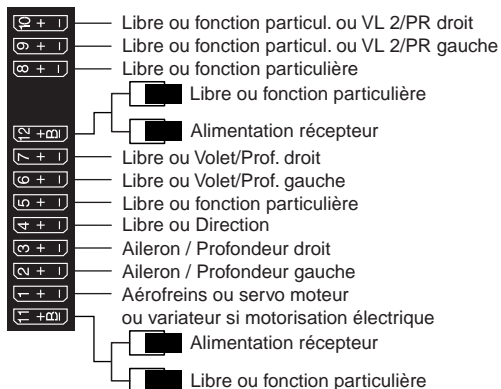 10 + – Libre ou fonction particul. ou VL 2/PR droit
9 + – Libre ou fonction particul. ou VL 2/PR gauche
8 + – Libre ou fonction particulière
Libre ou fonction particulière
12 +B – Alimentation récepteur
7 + – Libre ou Volet/Prof. droit
6 + – Libre ou Volet/Prof. gauche
5 + – Libre ou fonction particulière
4 + – Libre ou Direction
3 + – Aileron / Profondeur droit
2 + – Aileron / Profondeur gauche
1 + – Aérofreins ou servo moteur
11 +B – ou variateur si motorisation électrique
Alimentation récepteur
Libre ou fonction particulière